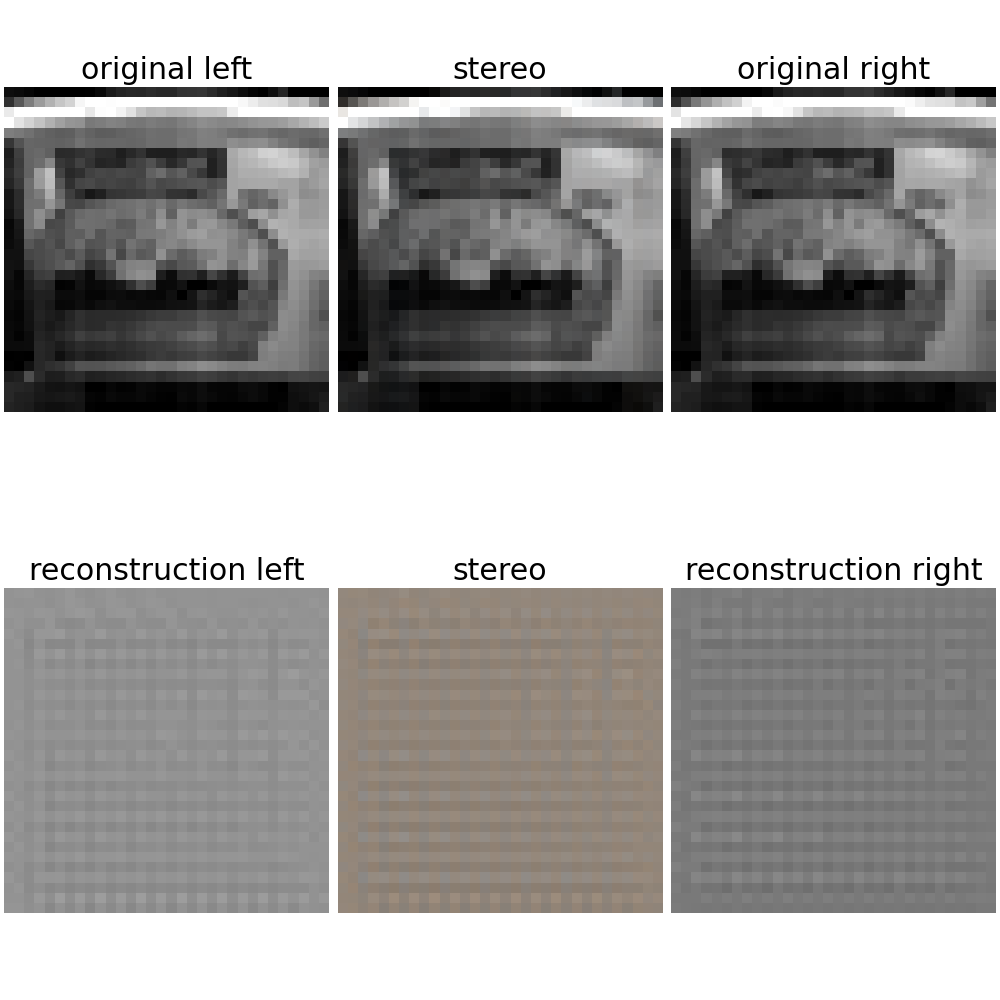 original left
stereo
original right
reconstruction left
stereo
reconstruction right